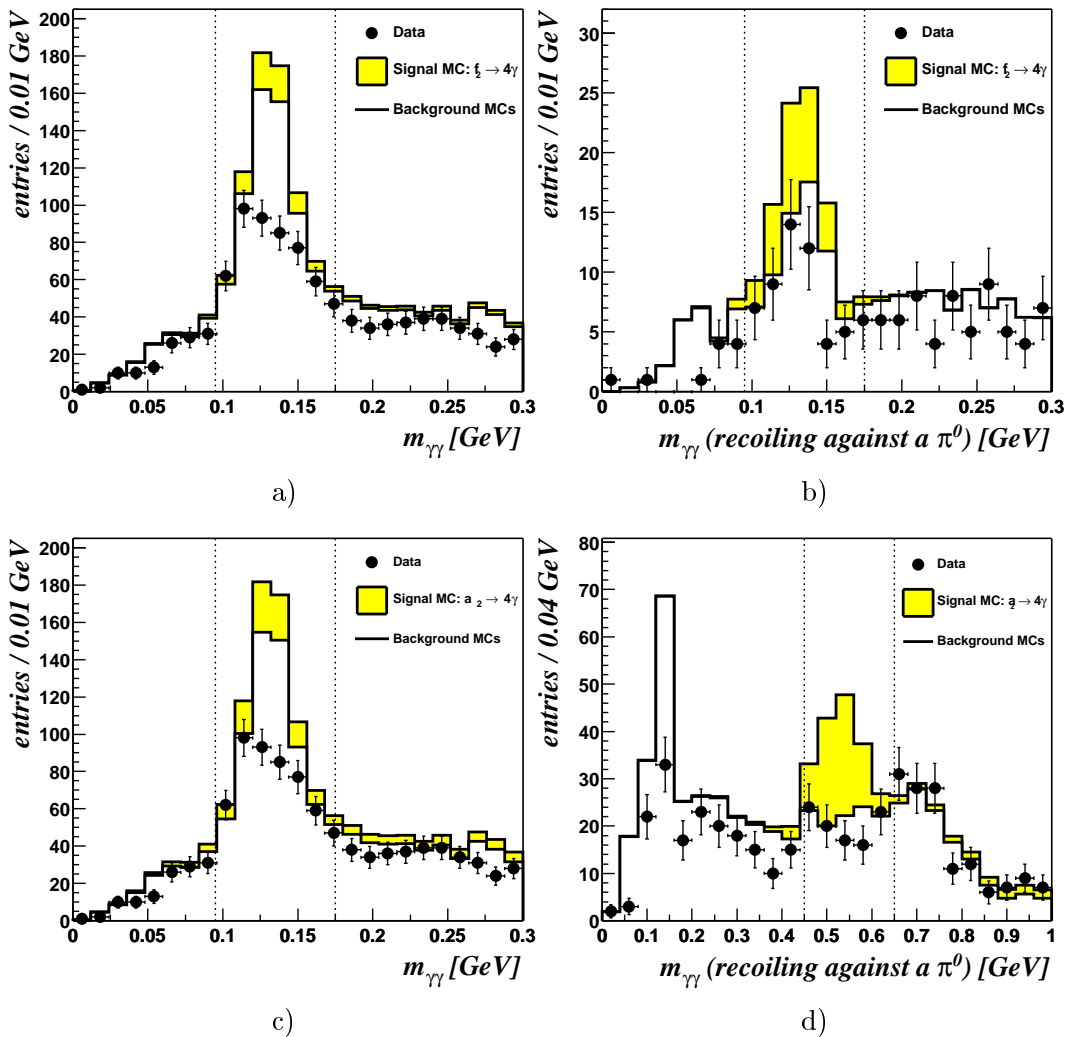 entries / 0.01 GeV
200
180
160
140
120
100
80
60
40
20
0
0 0.05 0.1 0.15 0.2 0.25 0.3
Data
Signal MC: f₂ → 4γ
Background MCs
m_γγ [GeV]
a)
entries / 0.01 GeV
30
25
20
15
10
5
0
0 0.05 0.1 0.15 0.2 0.25 0.3
Data
Signal MC: f₂ → 4γ
Background MCs
m_γγ (recoiling against a π⁰) [GeV]
b)
entries / 0.01 GeV
200
180
160
140
120
100
80
60
40
20
0
0 0.05 0.1 0.15 0.2 0.25 0.3
Data
Signal MC: a ₂ → 4γ
Background MCs
m_γγ [GeV]
c)
entries / 0.04 GeV
80
70
60
50
40
30
20
10
0
0 0.1 0.2 0.3 0.4 0.5 0.6 0.7 0.8 0.9 1
Data
Signal MC: a₂ → 4γ
Background MCs
m_γγ (recoiling against a π⁰) [GeV]
d)